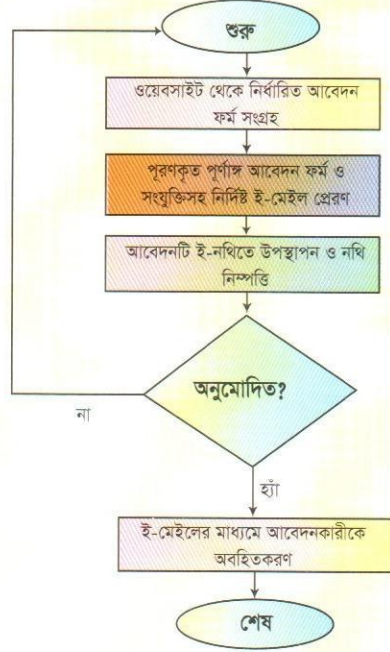 শুরু
ওয়েবসাইট থেকে নির্ধারিত আবেদন
ফর্ম সংগ্রহ
পূরণকৃত পূর্ণাঙ্গ আবেদন ফর্ম ও
সংযুক্তিসহ নির্দিষ্ট ই-মেইল প্রেরণ
আবেদনটি ই-নথিতে উপস্থাপন ও নথি
নিষ্পত্তি
অনুমোদিত?
না
হ্যাঁ
ই-মেইলের মাধ্যমে আবেদনকারীকে
অবহিতকরণ
শেষ